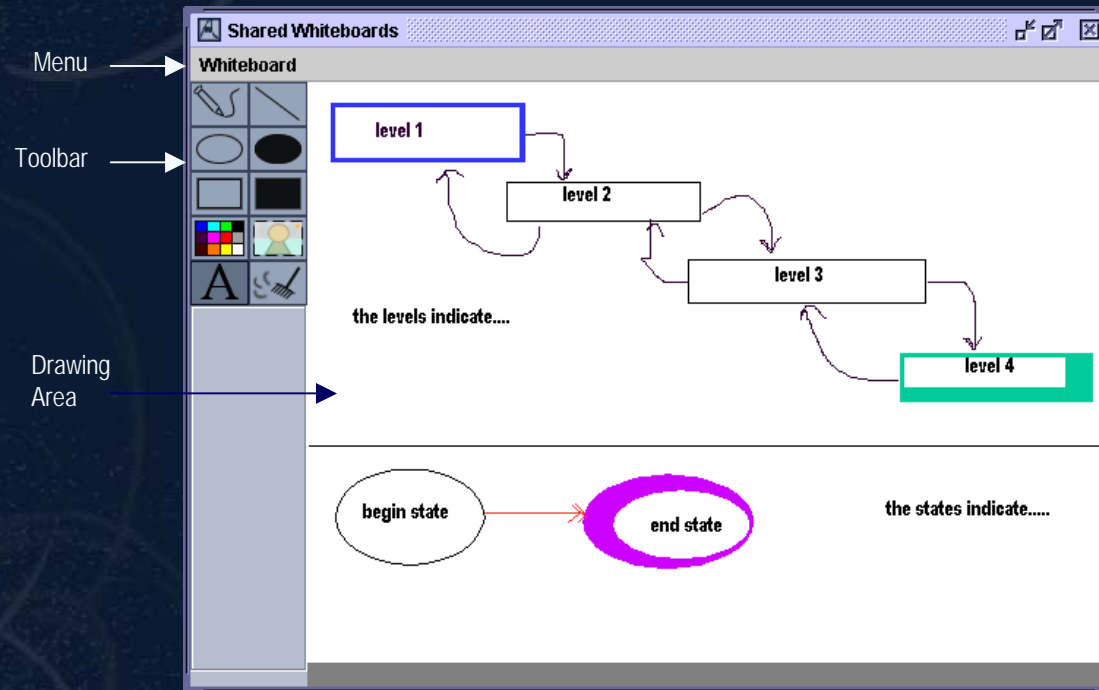 Shared Whiteboards
Menu
Whiteboard
Toolbar
A
level 1
level 2
level 3
the levels indicate....
Drawing
Area
level 4
begin state
end state
the states indicate.....